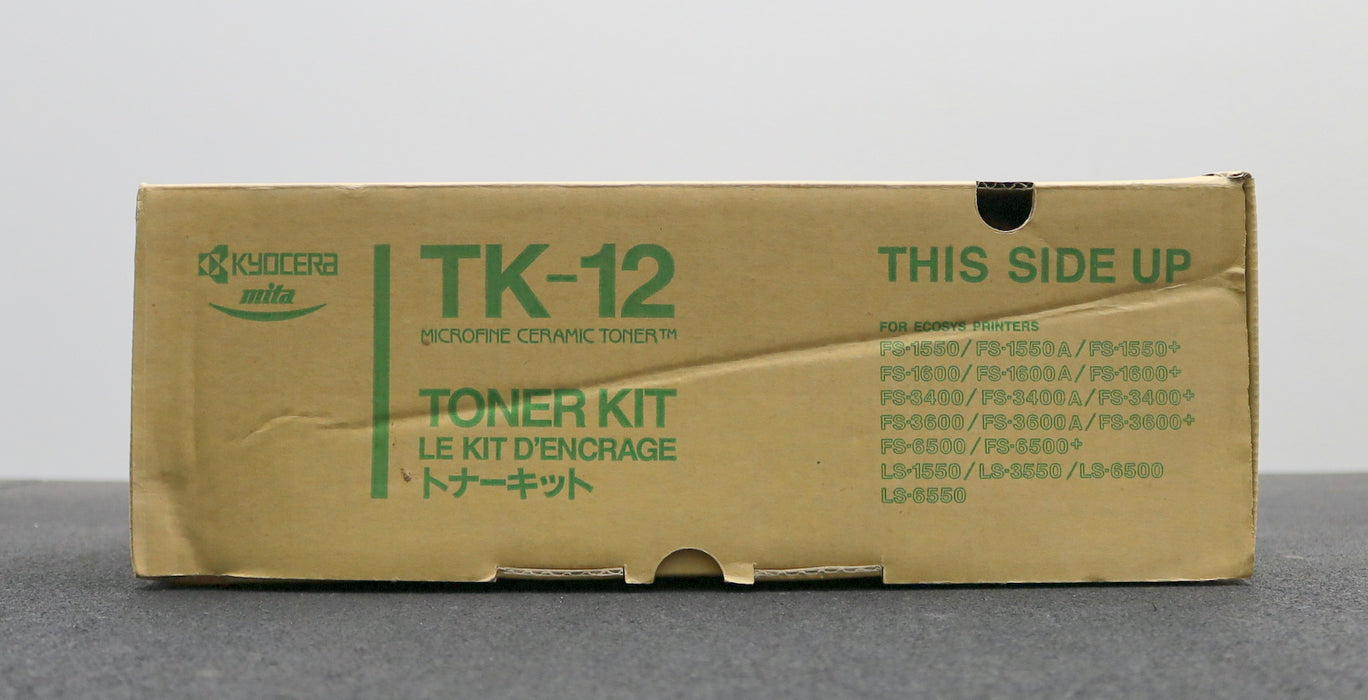 KYOCERA
mita
TK-12
MICROFINE CERAMIC TONER™
TONER KIT
LE KIT D'ENCRAGE
トナーキット
THIS SIDE UP
FOR ECOSYS PRINTERS
FS-1550/FS-1550A/FS-1550+
FS-1600/FS-1600A/FS-1600+
FS-3400/FS-3400A/FS-3400+
FS-3600/FS-3600A/FS-3600+
FS-6500/FS-6500+
LS-1550/LS-3550/LS-6500
LS-6550